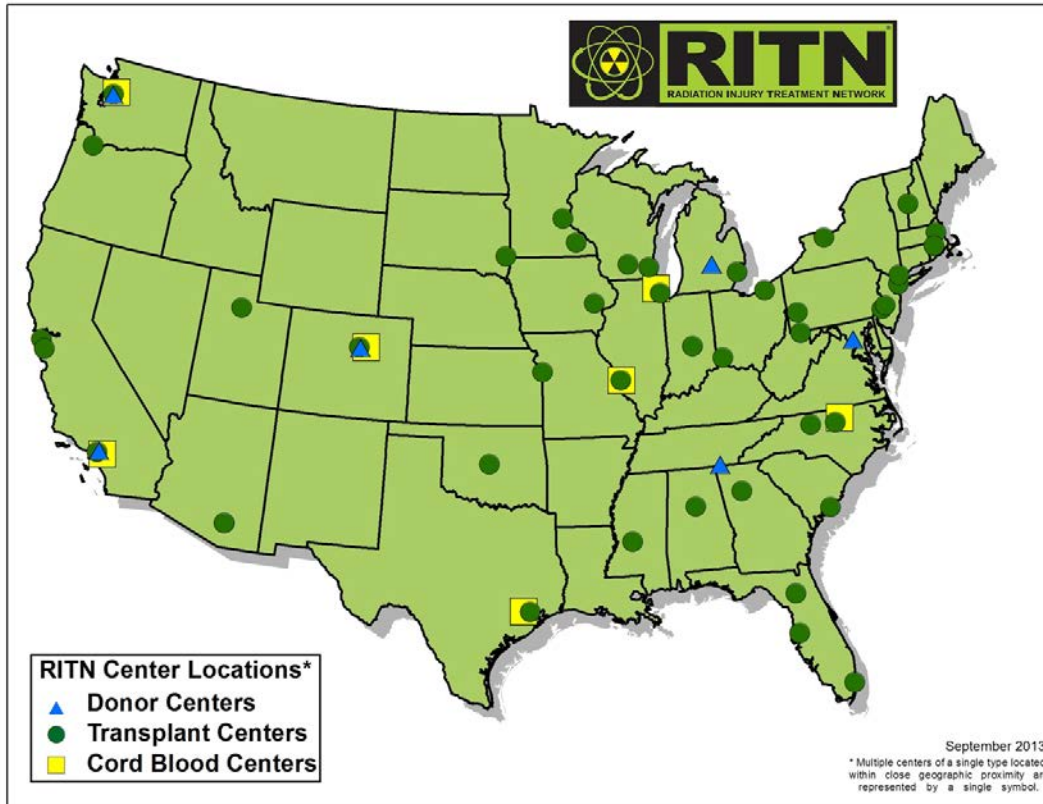 RITN
RADIATION INJURY TREATMENT NETWORK
RITN Center Locations*
Donor Centers
Transplant Centers
Cord Blood Centers
September 2013
* Multiple centers of a single type located
within close geographic proximity ar
represented by a single symbol.